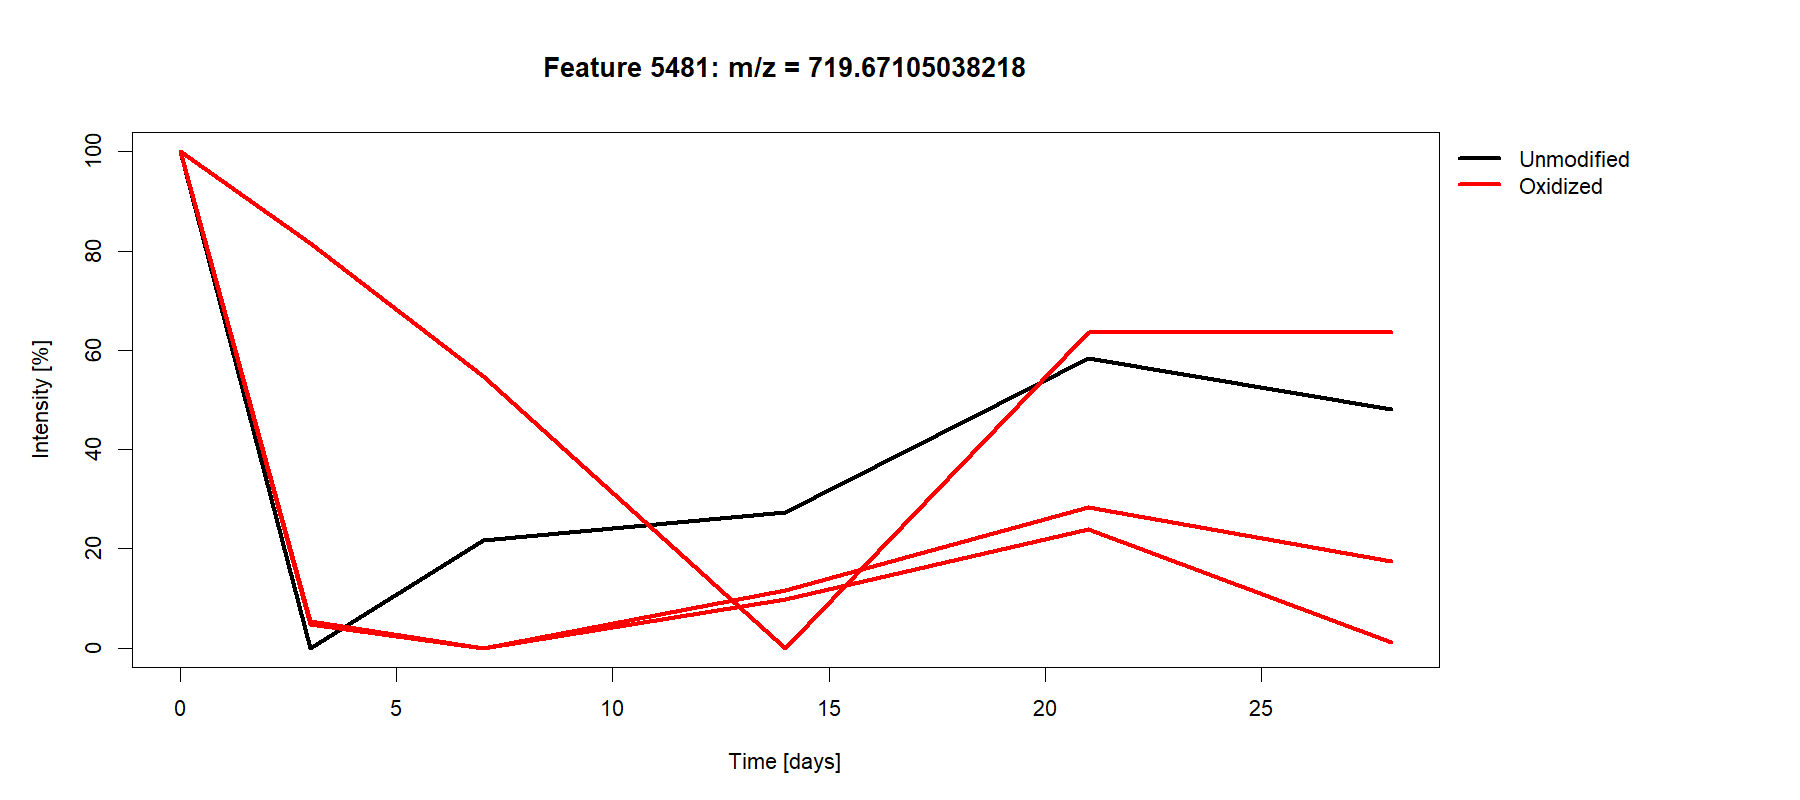 Feature 5481: m/z = 719.67105038218
Unmodified
Oxidized
100
80
60
40
20
0
Intensity [%]
0 5 10 15 20 25
Time [days]